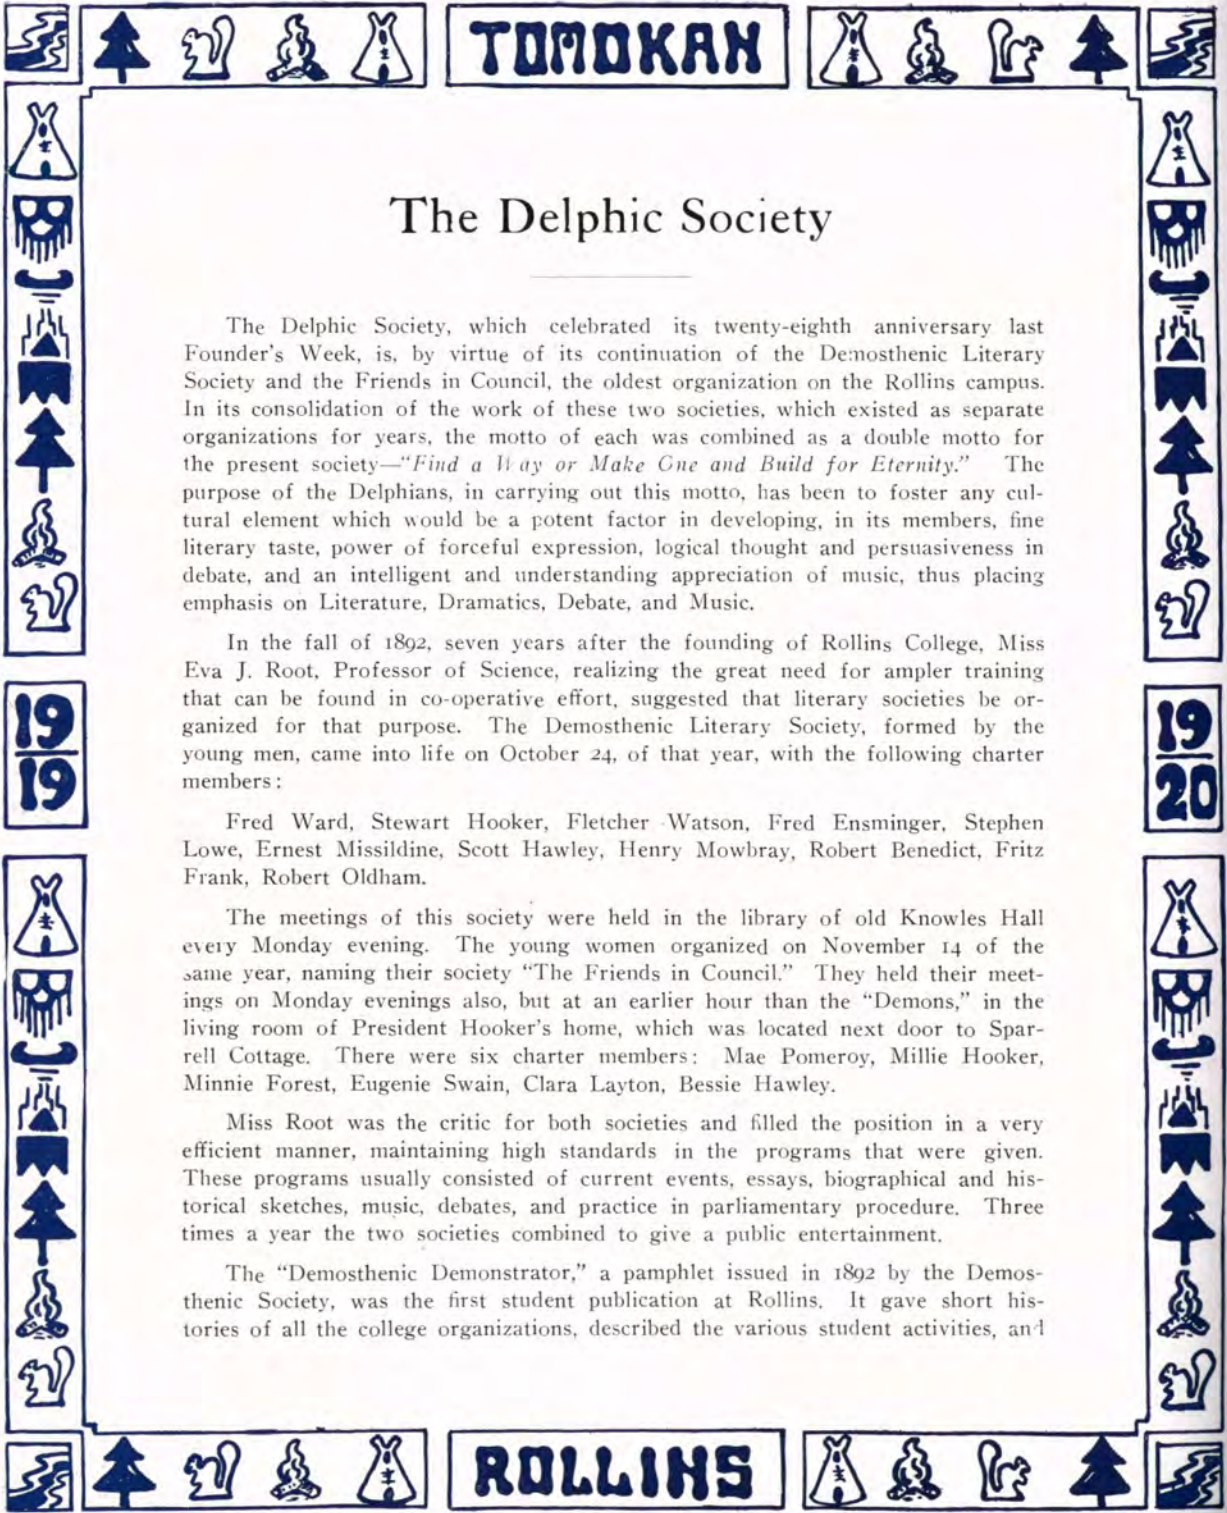 TOMOKAN
The Delphic Society
The Delphic Society, which celebrated its twenty-eighth anniversary last
Founder's Week, is, by virtue of its continuation of the Demosthenic Literary
Society and the Friends in Council, the oldest organization on the Rollins campus.
In its consolidation of the work of these two societies, which existed as separate
organizations for years, the motto of each was combined as a double motto for
the present society—"Find a Way or Make One and Build for Eternity." The
purpose of the Delphians, in carrying out this motto, has been to foster any cul-
tural element which would be a potent factor in developing, in its members, fine
literary taste, power of forceful expression, logical thought and persuasiveness in
debate, and an intelligent and understanding appreciation of music, thus placing
emphasis on Literature, Dramatics, Debate, and Music.
In the fall of 1892, seven years after the founding of Rollins College, Miss
Eva J. Root, Professor of Science, realizing the great need for ampler training
that can be found in co-operative effort, suggested that literary societies be or-
ganized for that purpose. The Demosthenic Literary Society, formed by the
young men, came into life on October 24, of that year, with the following charter
members:
Fred Ward, Stewart Hooker, Fletcher Watson, Fred Ensminger, Stephen
Lowe, Ernest Missildine, Scott Hawley, Henry Mowbray, Robert Benedict, Fritz
Frank, Robert Oldham.
The meetings of this society were held in the library of old Knowles Hall
every Monday evening. The young women organized on November 14 of the
same year, naming their society "The Friends in Council." They held their meet-
ings on Monday evenings also, but at an earlier hour than the "Demons," in the
living room of President Hooker's home, which was located next door to Spar-
rell Cottage. There were six charter members: Mae Pomeroy, Millie Hooker,
Minnie Forest, Eugenie Swain, Clara Layton, Bessie Hawley.
Miss Root was the critic for both societies and filled the position in a very
efficient manner, maintaining high standards in the programs that were given.
These programs usually consisted of current events, essays, biographical and his-
torical sketches, music, debates, and practice in parliamentary procedure. Three
times a year the two societies combined to give a public entertainment.
The "Demosthenic Demonstrator," a pamphlet issued in 1892 by the Demos-
thenic Society, was the first student publication at Rollins. It gave short his-
tories of all the college organizations, described the various student activities, and
19
19
19
20
ROLLINS